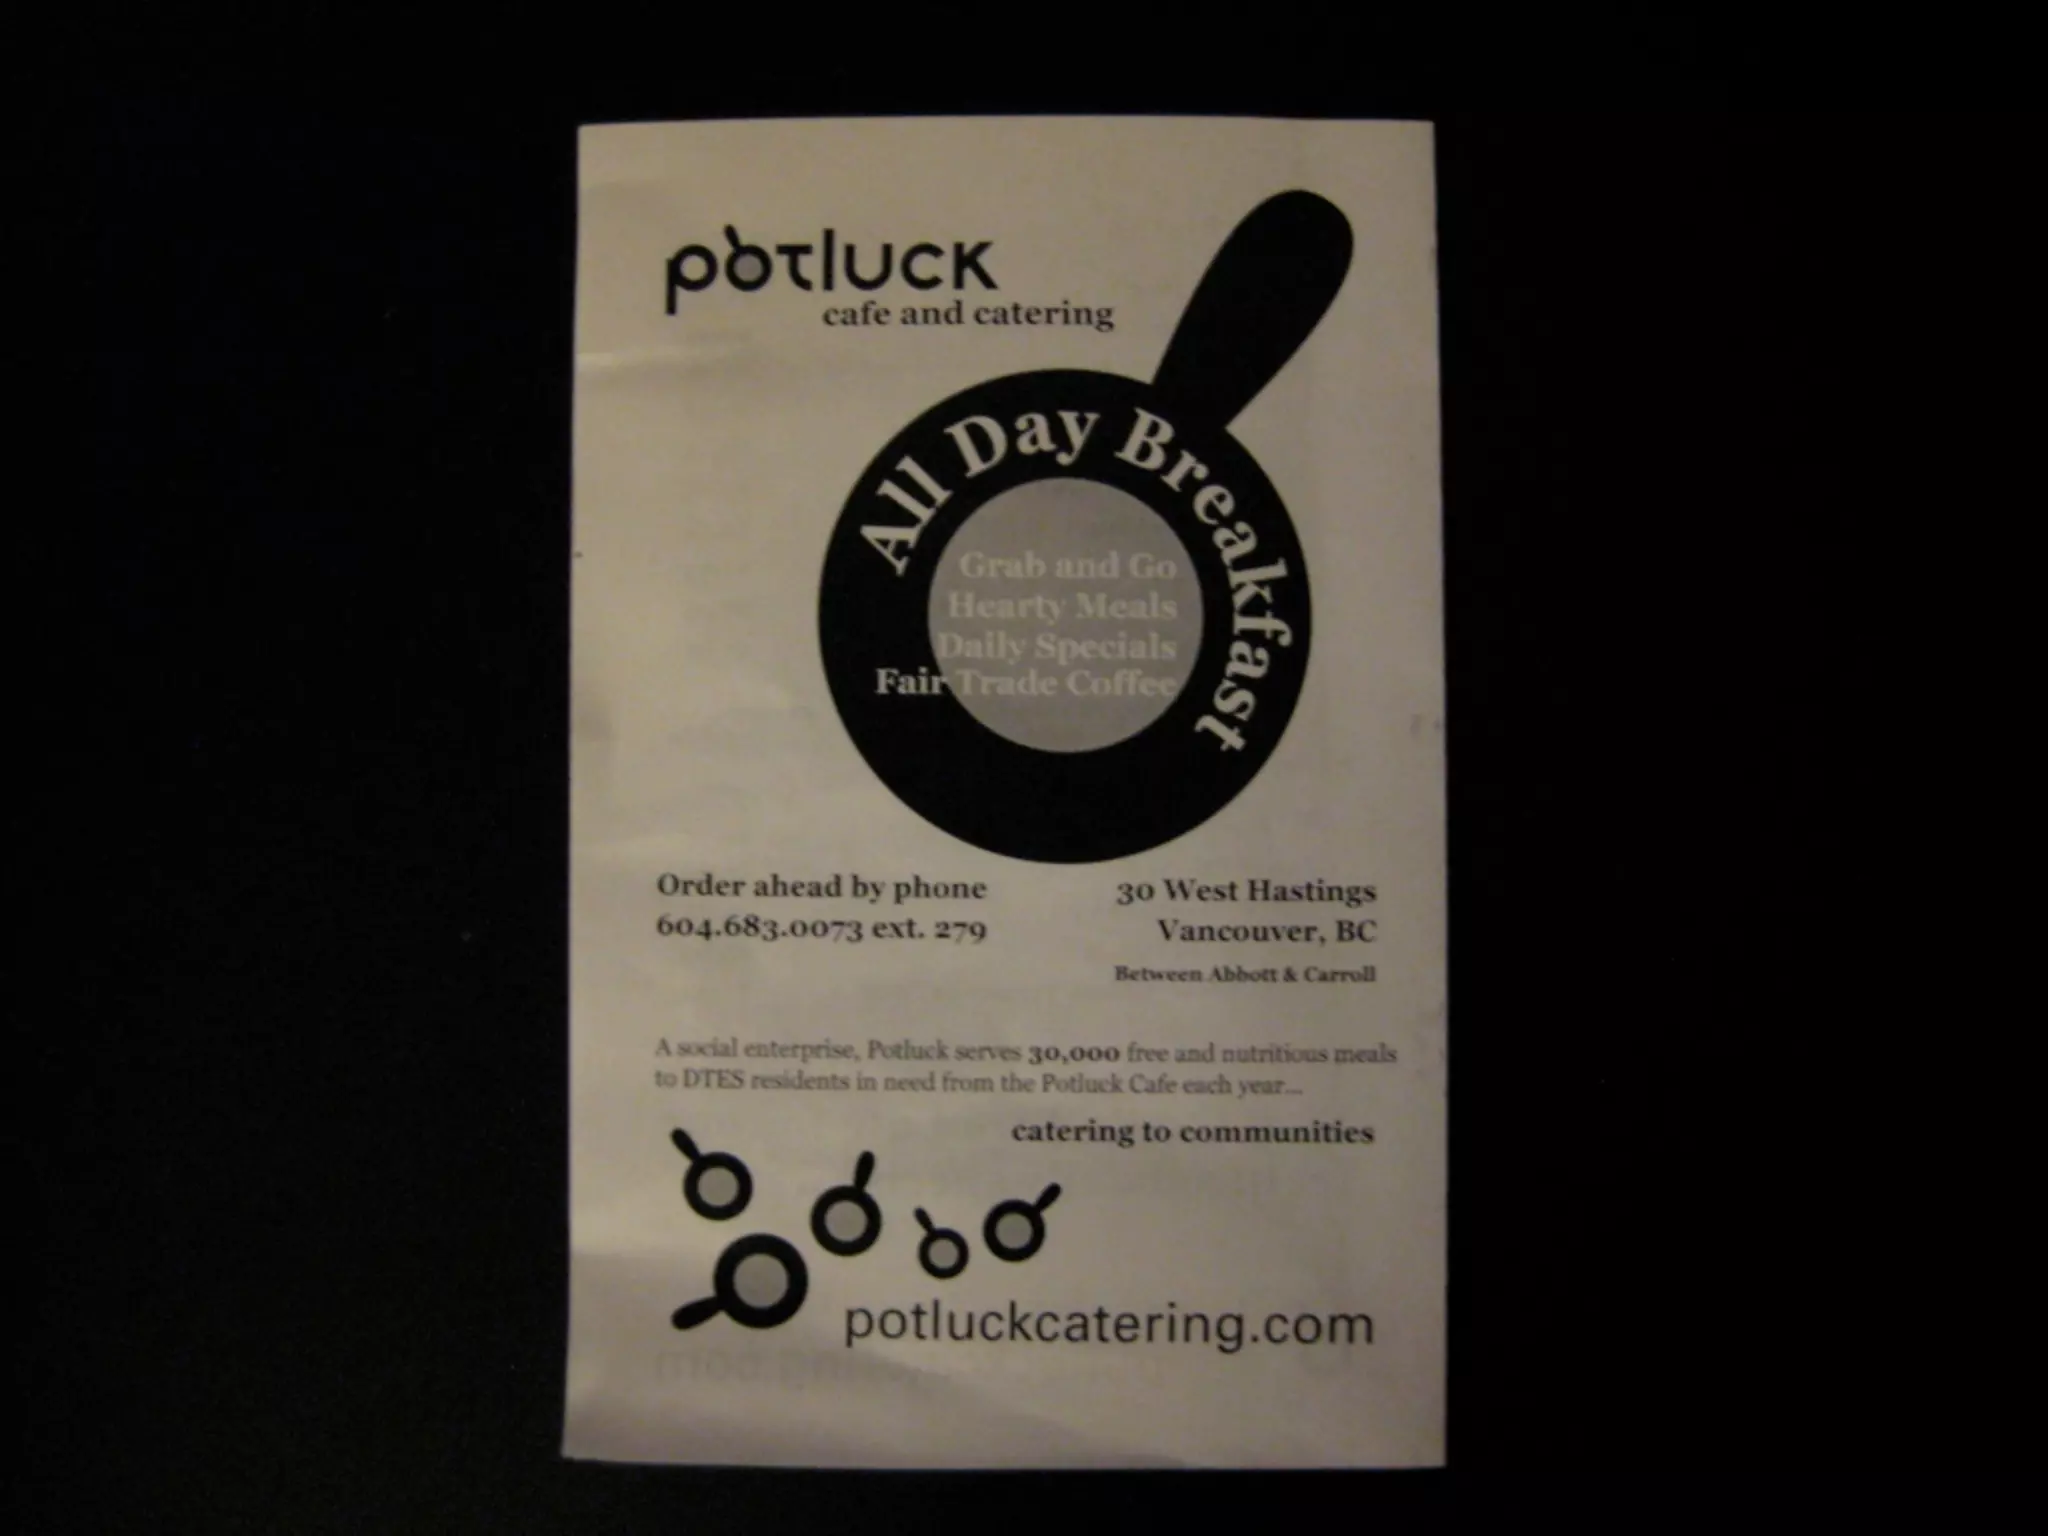 potluck
cafe and catering
All Day Breakfast
Grab and Go
Hearty Meals
Daily Specials
Fair Trade Coffee
Order ahead by phone
604.683.0073 ext. 279
30 West Hastings
Vancouver, BC
Between Abbott & Carroll
A social enterprise, Potluck serves 30,000 free and nutritious meals
to DTES residents in need from the Potluck Cafe each year...
catering to communities
potluckcatering.com